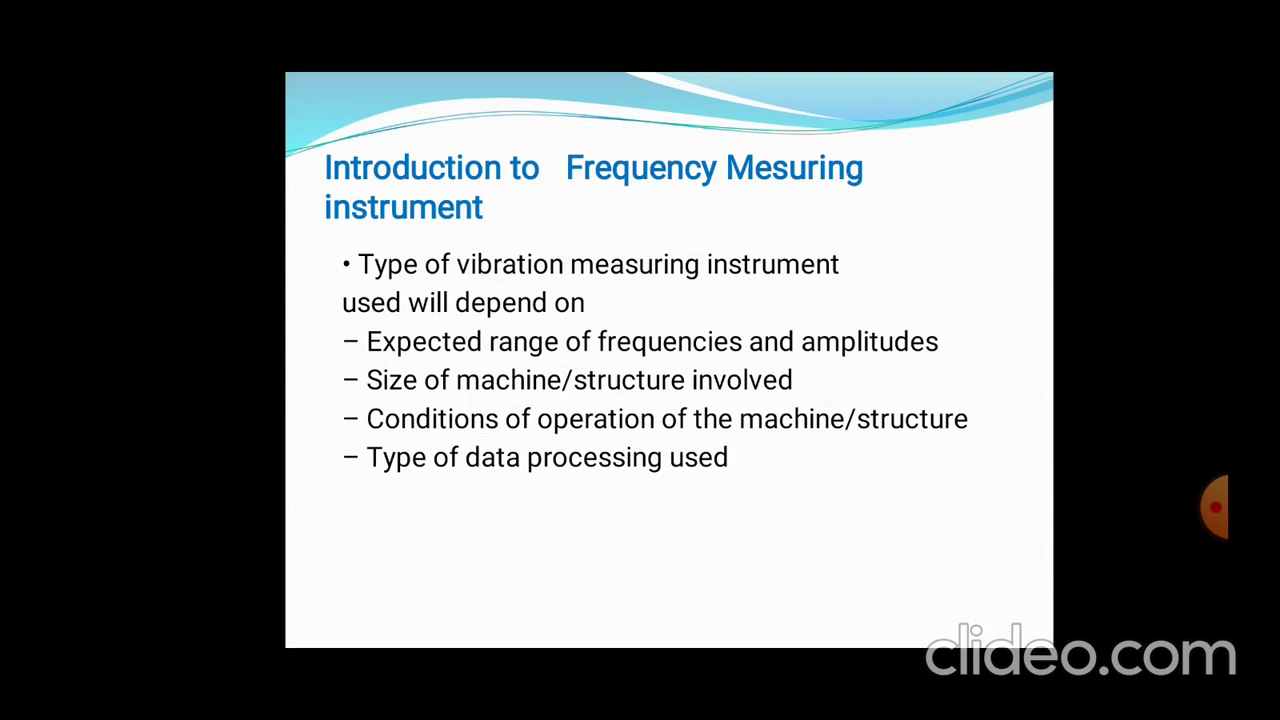 Introduction to   Frequency Mesuring
instrument
• Type of vibration measuring instrument
used will depend on
– Expected range of frequencies and amplitudes
– Size of machine/structure involved
– Conditions of operation of the machine/structure
– Type of data processing used
clideo.com